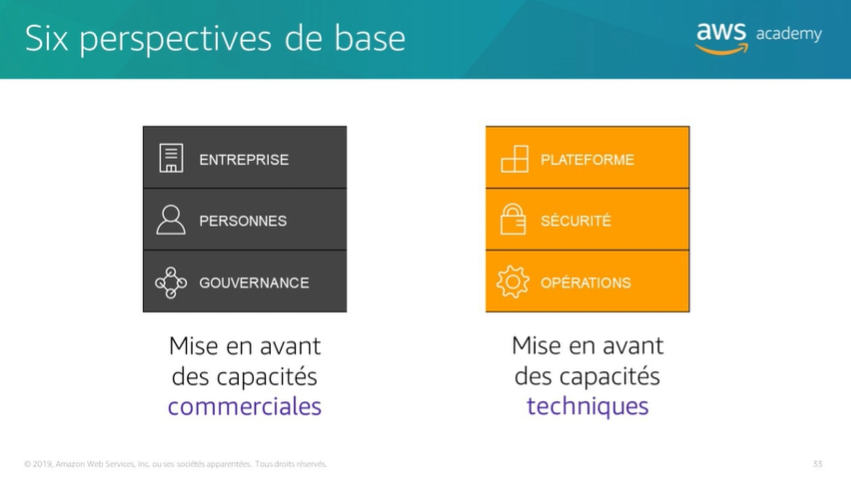 Six perspectives de base
aws academy
ENTREPRISE
PERSONNES
GOUVERNANCE
Mise en avant
des capacités
commerciales
PLATEFORME
SÉCURITÉ
OPÉRATIONS
Mise en avant
des capacités
techniques
© 2019, Amazon Web Services, Inc. ou ses sociétés apparentées. Tous droits réservés.
33